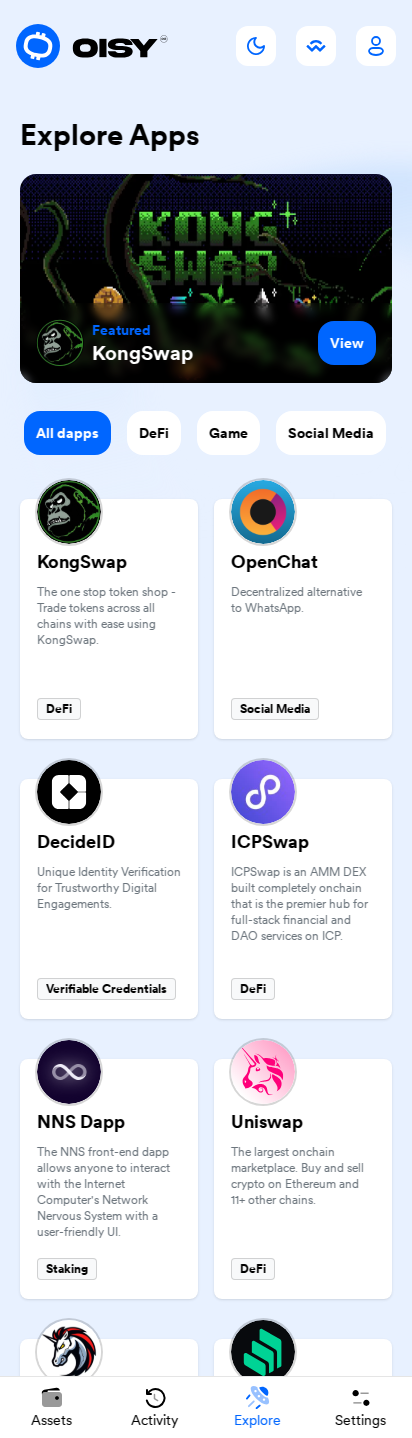 OISY
Explore Apps
KONG
SWAP
Featured
KongSwap
View
All dapps
DeFi
Game
Social Media
KongSwap
The one stop token shop -
Trade tokens across all
chains with ease using
KongSwap.
DeFi
OpenChat
Decentralized alternative
to WhatsApp.
Social Media
DecideID
Unique Identity Verification
for Trustworthy Digital
Engagements.
Verifiable Credentials
ICPSwap
ICPSwap is an AMM DEX
built completely onchain
that is the premier hub for
full-stack financial and
DAO services on ICP.
DeFi
NNS Dapp
The NNS front-end dapp
allows anyone to interact
with the Internet
Computer's Network
Nervous System with a
user-friendly UI.
Staking
Uniswap
The largest onchain
marketplace. Buy and sell
crypto on Ethereum and
11+ other chains.
DeFi
Assets
Activity
Explore
Settings